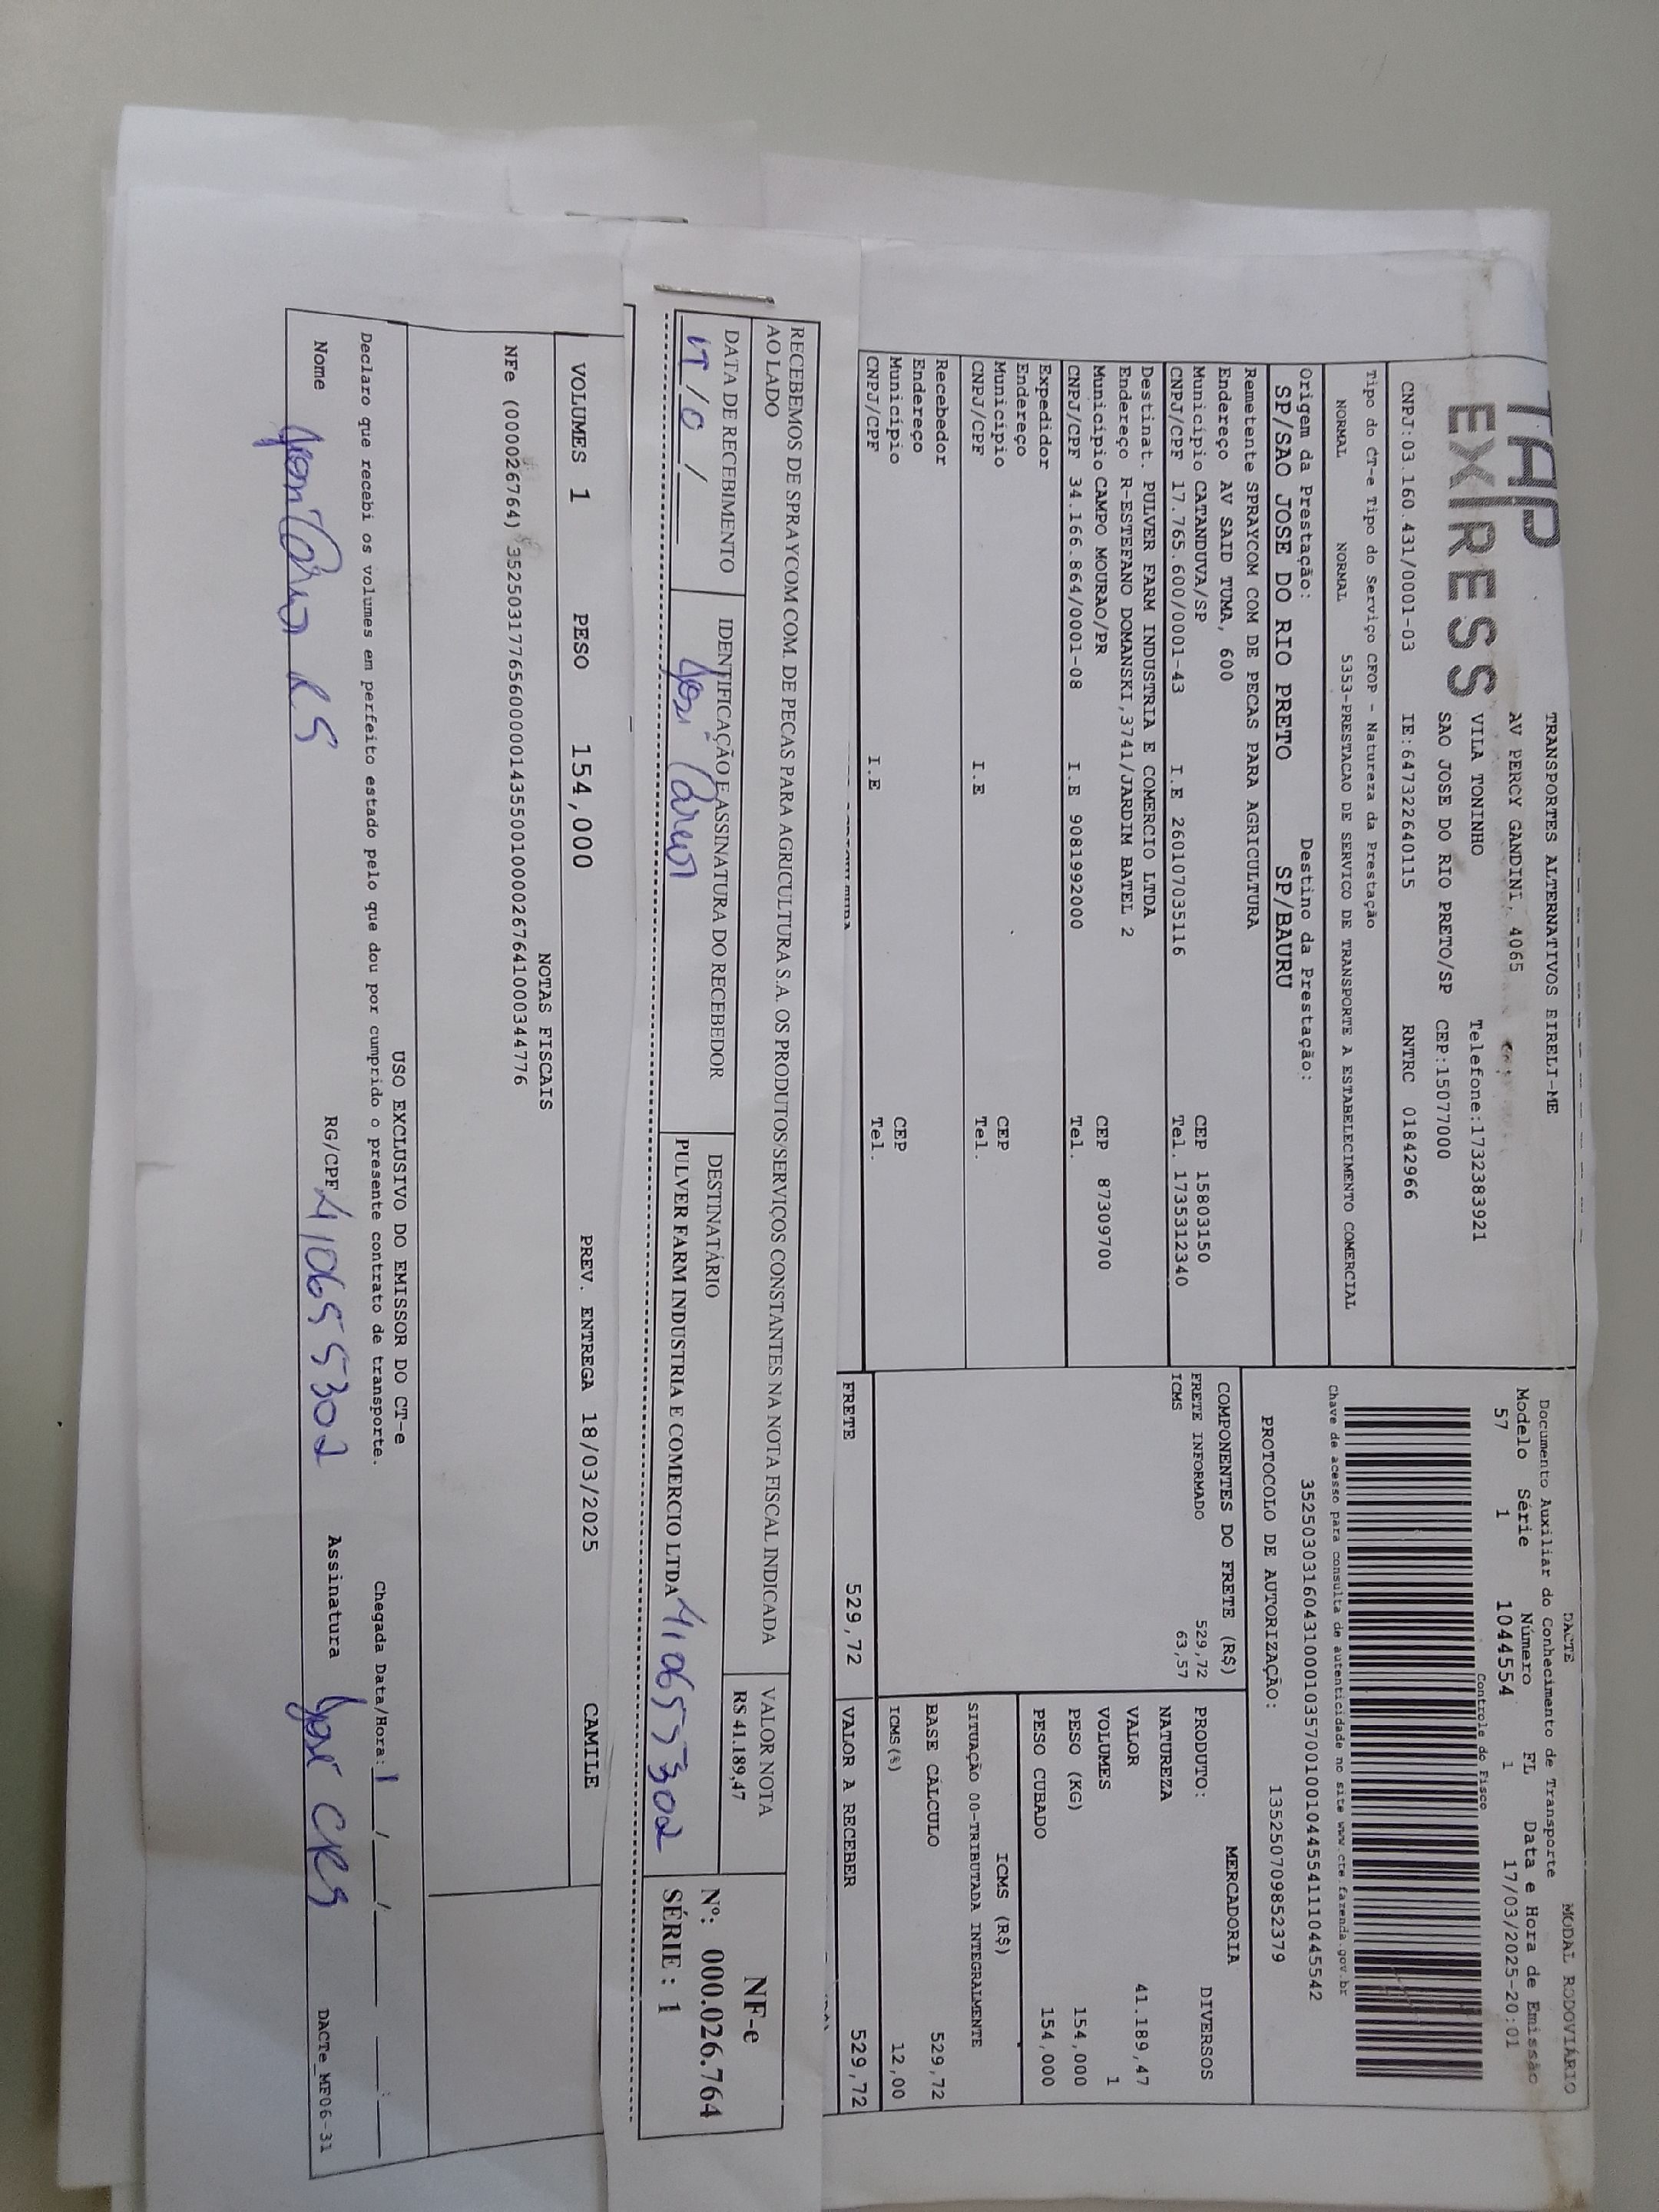 TAP
EXPRESS
TRANSPORTES ALTERNATIVOS EIRELI-ME
AV PERCY GANDINI, 4065
VILA TONINHO Telefone:1732383921
SAO JOSE DO RIO PRETO/SP CEP:15077000
CNPJ:03.160.431/0001-03 IE:647322640115 RNTRC 01842966
Tipo do CT-e Tipo do Serviço CFOP - Natureza da Prestação
NORMAL NORMAL 5353-PRESTACAO DE SERVICO DE TRANSPORTE A ESTABELECIMENTO COMERCIAL
Origem da Prestação: Destino da Prestação:
SP/SAO JOSE DO RIO PRETO SP/BAURU
Remetente SPRAYCOM COM DE PECAS PARA AGRICULTURA
Endereço AV SAID TUMA, 600
Município CATANDUVA/SP CEP 15803150
CNPJ/CPF 17.765.600/0001-43 I.E 260107035116 Tel. 1735312340
Destinat. PULVER FARM INDUSTRIA E COMERCIO LTDA
Endereço R-ESTEFANO DOMANSKI,3741/JARDIM BATEL 2
Município CAMPO MOURAO/PR CEP 87309700
CNPJ/CPF 34.166.864/0001-08 I.E 9081992000 Tel.
Expedidor
Endereço
Município CEP
CNPJ/CPF I.E Tel.
Recebedor
Endereço
Município CEP
CNPJ/CPF I.E Tel.
DACTE MODAL RODOVIÁRIO
Documento Auxiliar do Conhecimento de Transporte
Modelo Série Número FL Data e Hora de Emissão
57 1 1044554 1 17/03/2025-20:01
Controle do Fisco
Chave de acesso para consulta de autenticidade no site www.cte.fazenda.gov.br
35250303160431000103570010010445541110445542
PROTOCOLO DE AUTORIZAÇÃO: 135250709852379
COMPONENTES DO FRETE (R$)
FRETE INFORMADO 529,72
ICMS 63,57
MERCADORIA
PRODUTO: DIVERSOS
NATUREZA
VALOR 41.189,47
VOLUMES 1
PESO (KG) 154,000
PESO CUBADO 154,000
ICMS (R$)
SITUAÇÃO 00-TRIBUTADA INTEGRALMENTE
BASE CÁLCULO 529,72
ICMS(%) 12,00
FRETE 529,72 VALOR A RECEBER 529,72
RECEBEMOS DE SPRAYCOM COM. DE PECAS PARA AGRICULTURA S.A. OS PRODUTOS/SERVIÇOS CONSTANTES NA NOTA FISCAL INDICADA
AO LADO
VALOR NOTA
R$ 41.189,47
DATA DE RECEBIMENTO IDENTIFICAÇÃO E ASSINATURA DO RECEBEDOR DESTINATÁRIO
PULVER FARM INDUSTRIA E COMERCIO LTDA 410655302
NF-e
Nº: 000.026.764
SÉRIE : 1
VOLUMES 1 PESO 154,000 PREV. ENTREGA 18/03/2025 CAMILE
NOTAS FISCAIS
NFe (000026764) 35250317765600000143550010000267641000344776
USO EXCLUSIVO DO EMISSOR DO CT-e
Declaro que recebi os volumes em perfeito estado pelo que dou por cumprido o presente contrato de transporte. Chegada Data/Hora:
Nome RG/CPF 410655302 Assinatura José CRS
DACTe_MF06-31